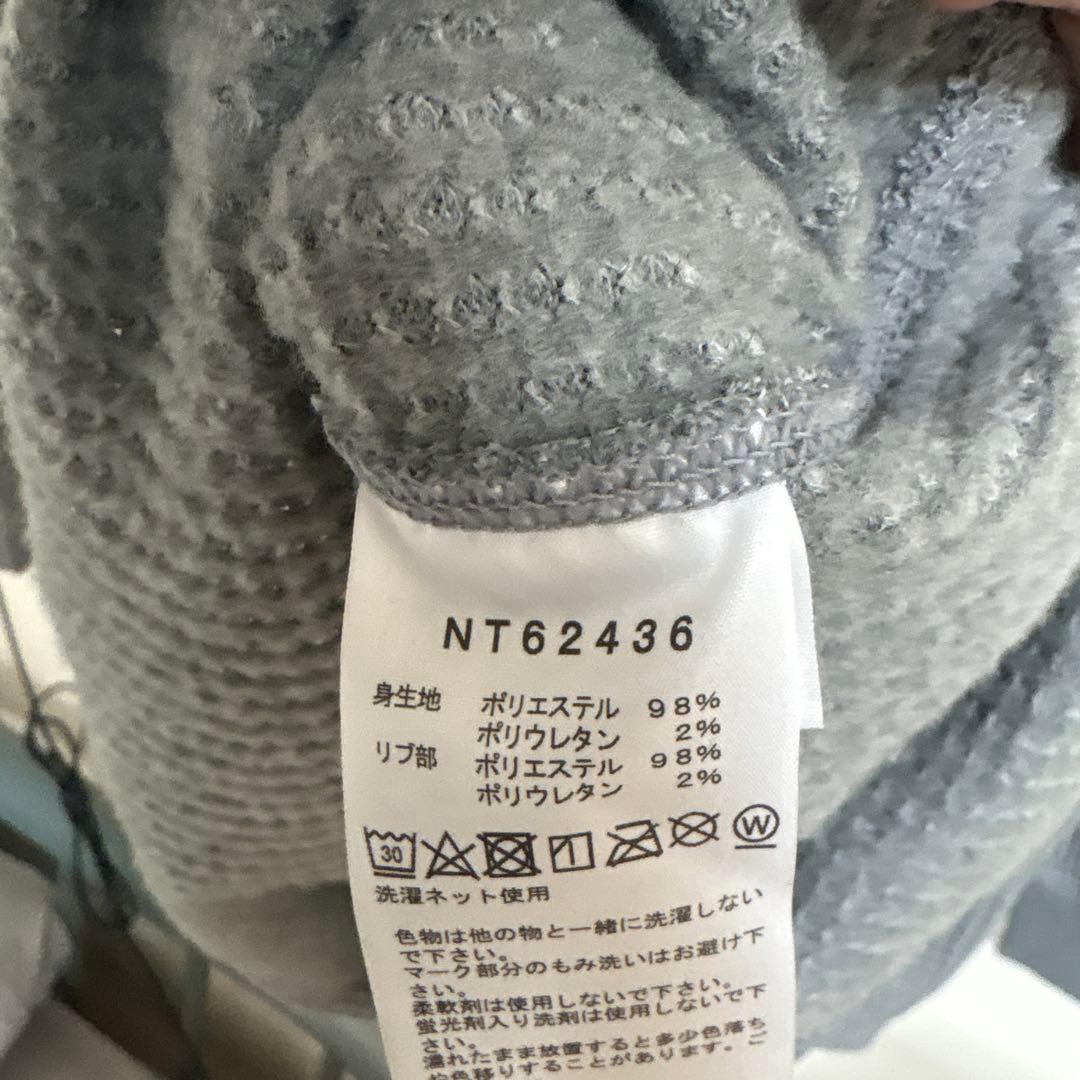 NT62436
身生地 ポリエステル 98%
ポリウレタン 2%
リブ部 ポリエステル 98%
ポリウレタン 2%
30 W
洗濯ネット使用
色物は他の物と一緒に洗濯しない
で下さい。
マーク部分のもみ洗いはお避け下
さい。
柔軟剤は使用しないで下さい。
蛍光剤入り洗剤は使用しないで下
さい。
濡れたまま放置すると多少色落ち
や色移りすることがあります。ご